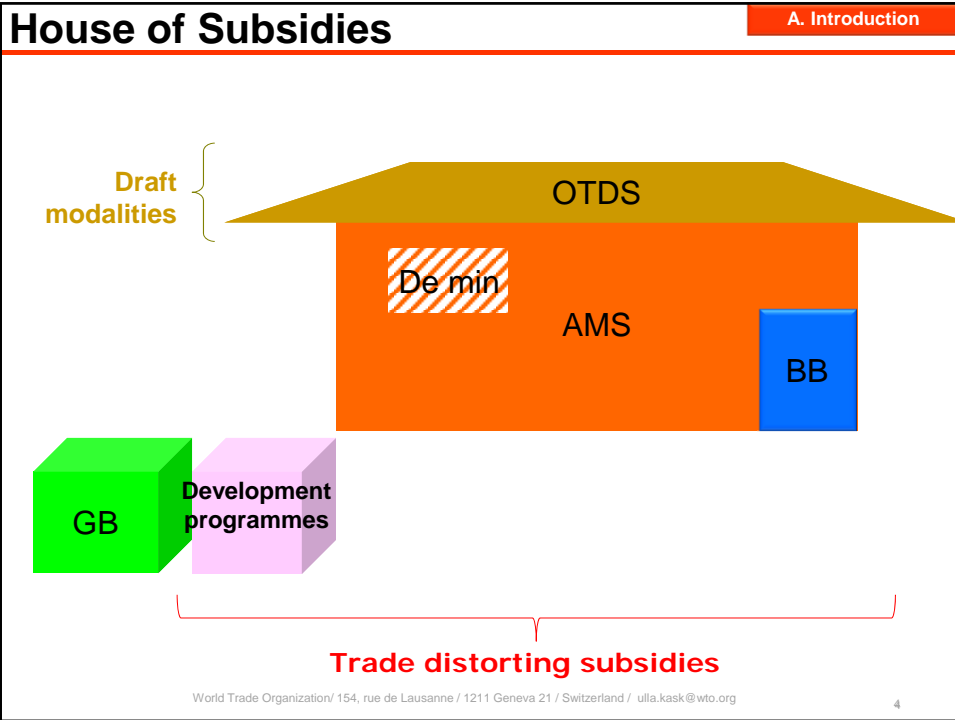 House of Subsidies
A. Introduction
Draft
modalities
OTDS
De min
AMS
BB
GB
Development
programmes
Trade distorting subsidies
World Trade Organization/ 154, rue de Lausanne / 1211 Geneva 21 / Switzerland / ulla.kask@wto.org
4